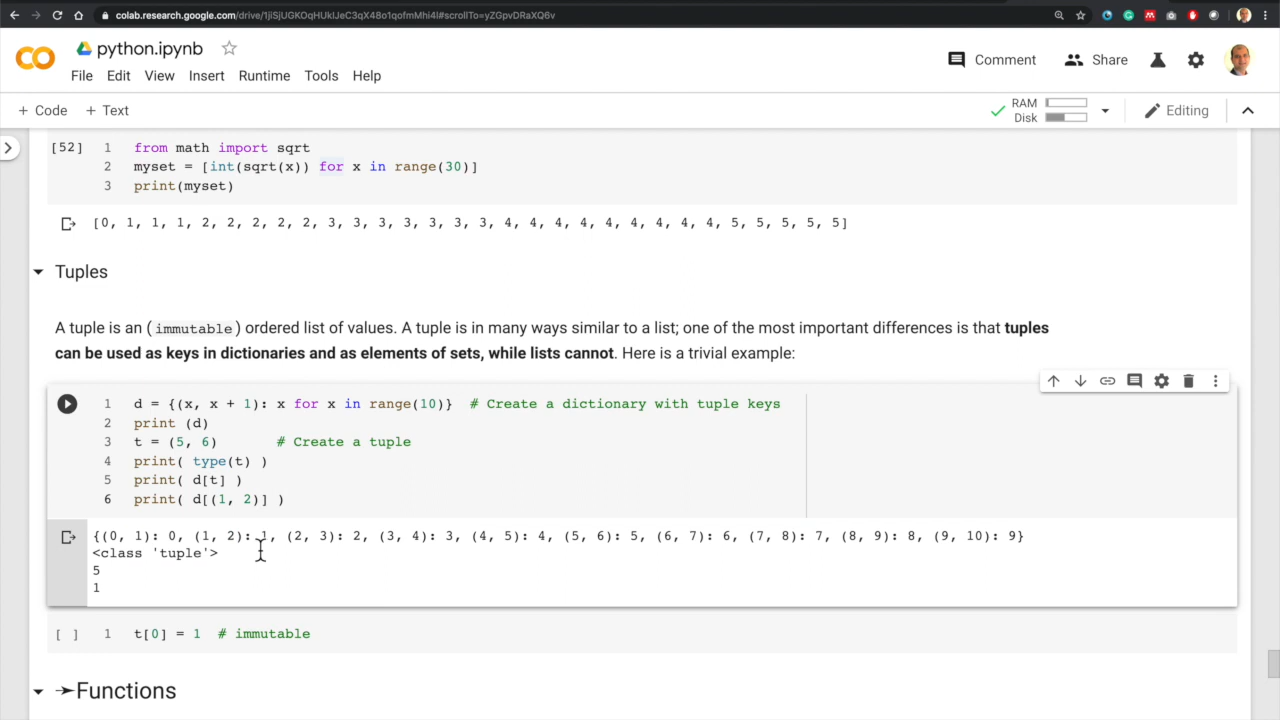 colab.research.google.com/drive/1jiSjUGKOqHUkIJeC3qX48o1qofmMhi4l#scrollTo=yZGpvDRaXQ6v
python.ipynb
File Edit View Insert Runtime Tools Help
Comment
Share
+ Code + Text
RAM
Disk
Editing
[52] 1 from math import sqrt
2 myset = [int(sqrt(x)) for x in range(30)]
3 print(myset)
[0, 1, 1, 1, 2, 2, 2, 2, 2, 3, 3, 3, 3, 3, 3, 3, 4, 4, 4, 4, 4, 4, 4, 4, 4, 5, 5, 5, 5, 5]
Tuples
A tuple is an (immutable) ordered list of values. A tuple is in many ways similar to a list; one of the most important differences is that tuples
can be used as keys in dictionaries and as elements of sets, while lists cannot. Here is a trivial example:
1 d = {(x, x + 1): x for x in range(10)} # Create a dictionary with tuple keys
2 print (d)
3 t = (5, 6) # Create a tuple
4 print( type(t) )
5 print( d[t] )
6 print( d[(1, 2)] )
{(0, 1): 0, (1, 2): 1, (2, 3): 2, (3, 4): 3, (4, 5): 4, (5, 6): 5, (6, 7): 6, (7, 8): 7, (8, 9): 8, (9, 10): 9}
<class 'tuple'>
5
1
[ ] 1 t[0] = 1 # immutable
Functions